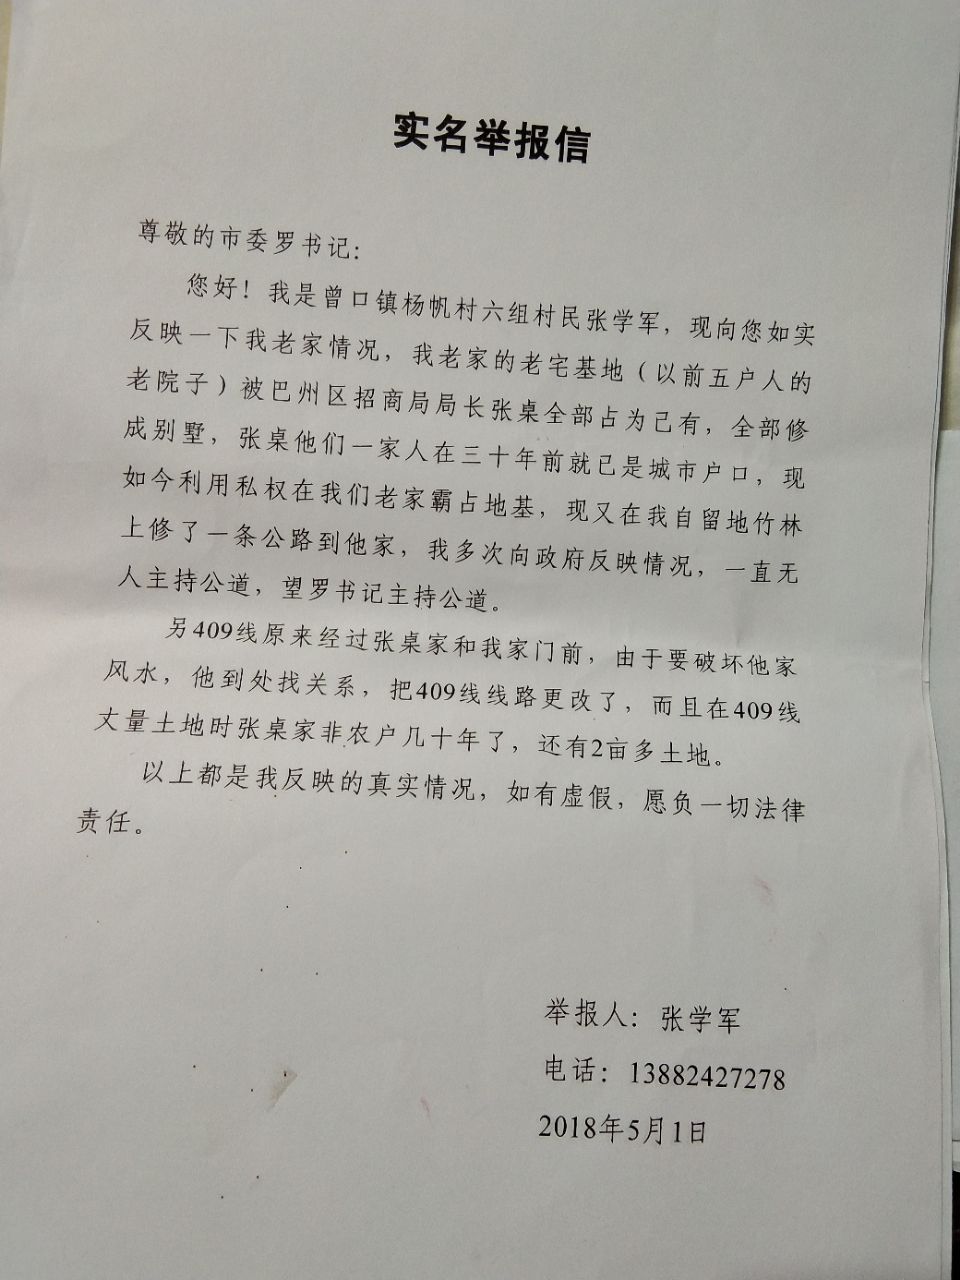 实名举报信
尊敬的市委罗书记：
您好！我是曾口镇杨帆村六组村民张学军，现向您如实
反映一下我老家情况，我老家的老宅基地（以前五户人的
老院子）被巴州区招商局局长张桌全部占为己有，全部修
成别墅，张桌他们一家人在三十年前就已是城市户口，现
如今利用私权在我们老家霸占地基，现又在我自留地竹林
上修了一条公路到他家，我多次向政府反映情况，一直无
人主持公道，望罗书记主持公道。
另409线原来经过张桌家和我家门前，由于要破坏他家
风水，他到处找关系，把409线线路更改了，而且在409线
丈量土地时张桌家非农户几十年了，还有2亩多土地。
以上都是我反映的真实情况，如有虚假，愿负一切法律
责任。
举报人：张学军
电话：13882427278
2018年5月1日